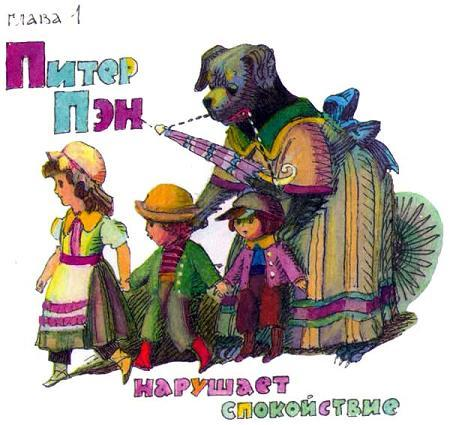 глава 1
Питер
Пэн
нарушает
спокойствие